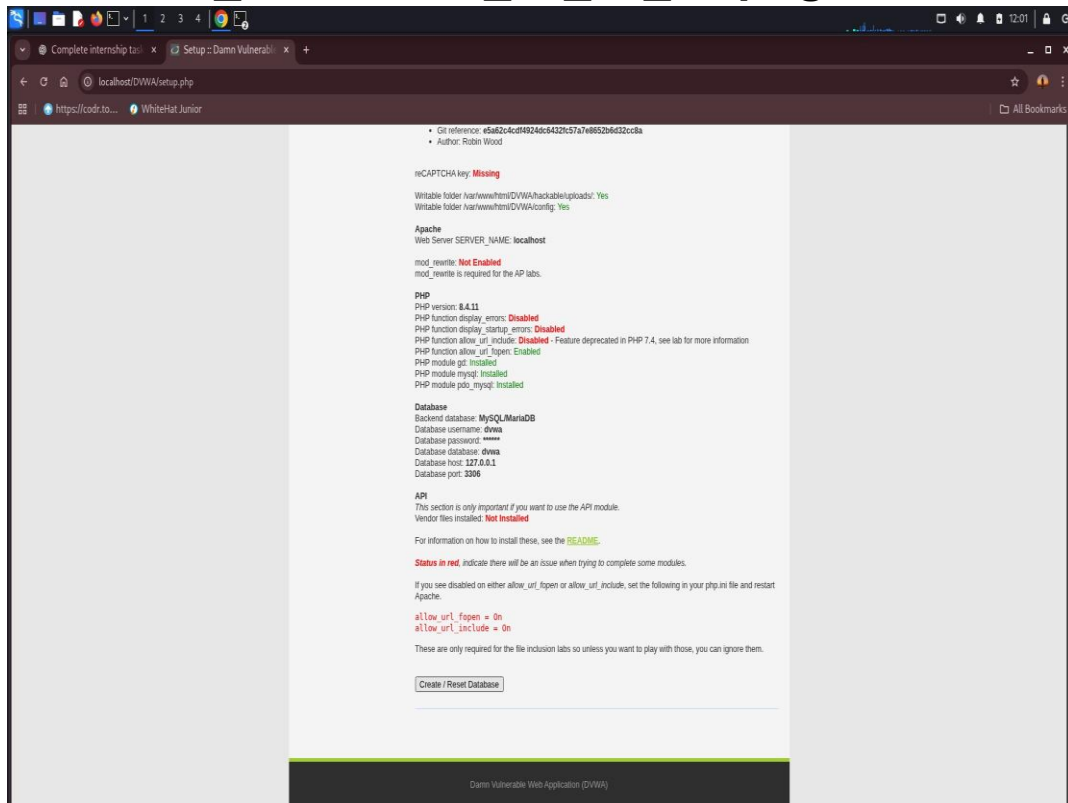 1 2 3 4 12:01
Complete internship tas Setup :: Damn Vulnerabl
localhost/DVWA/setup.php
https://codr.to... WhiteHat Junior All Bookmarks
Git reference: e5a62c4cdf4924dc6432fc57a7e8652b6d32cc8a
Author: Robin Wood
reCAPTCHA key: Missing
Writable folder /var/www/html/DVWA/hackable/uploads/: Yes
Writable folder /var/www/html/DVWA/config: Yes
Apache
Web Server SERVER_NAME: localhost
mod_rewrite: Not Enabled
mod_rewrite is required for the AP labs.
PHP
PHP version: 8.4.11
PHP function display_errors: Disabled
PHP function display_startup_errors: Disabled
PHP function allow_url_include: Disabled - Feature deprecated in PHP 7.4, see lab for more information
PHP function allow_url_fopen: Enabled
PHP module gd: Installed
PHP module mysql: Installed
PHP module pdo_mysql: Installed
Database
Backend database: MySQL/MariaDB
Database username: dvwa
Database password: ******
Database database: dvwa
Database host: 127.0.0.1
Database port: 3306
API
This section is only important if you want to use the API module.
Vendor files installed: Not Installed
For information on how to install these, see the README.
Status in red, indicate there will be an issue when trying to complete some modules.
If you see disabled on either allow_url_fopen or allow_url_include, set the following in your php.ini file and restart
Apache.
allow_url_fopen = On
allow_url_include = On
These are only required for the file inclusion labs so unless you want to play with those, you can ignore them.
Create / Reset Database
Damn Vulnerable Web Application (DVWA)